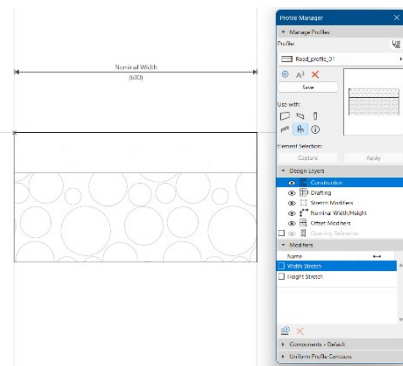 Profile Manager
Manage Profiles
Profile:
Road_profile_01
Save
Use with:
Element Selection:
Capture
Apply
Design Layers
Construction
Drafting
Stretch Modifiers
Nominal Width/Height
Offset Modifiers
Opening Reference
Modifiers
Name
Width Stretch
Height Stretch
Components - Default
Uniform Profile Contours
Nominal Width
(600)